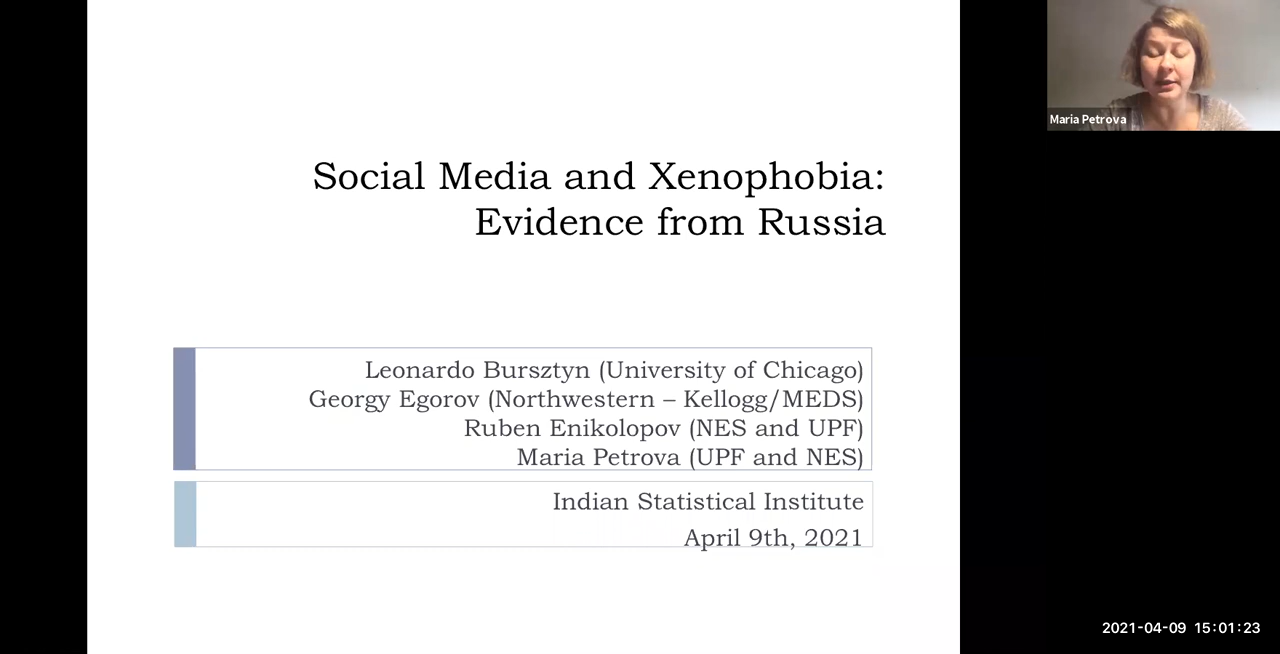 Social Media and Xenophobia:
Evidence from Russia
Leonardo Bursztyn (University of Chicago)
Georgy Egorov (Northwestern – Kellogg/MEDS)
Ruben Enikolopov (NES and UPF)
Maria Petrova (UPF and NES)
Indian Statistical Institute
April 9th, 2021
Maria Petrova
2021-04-09 15:01:23